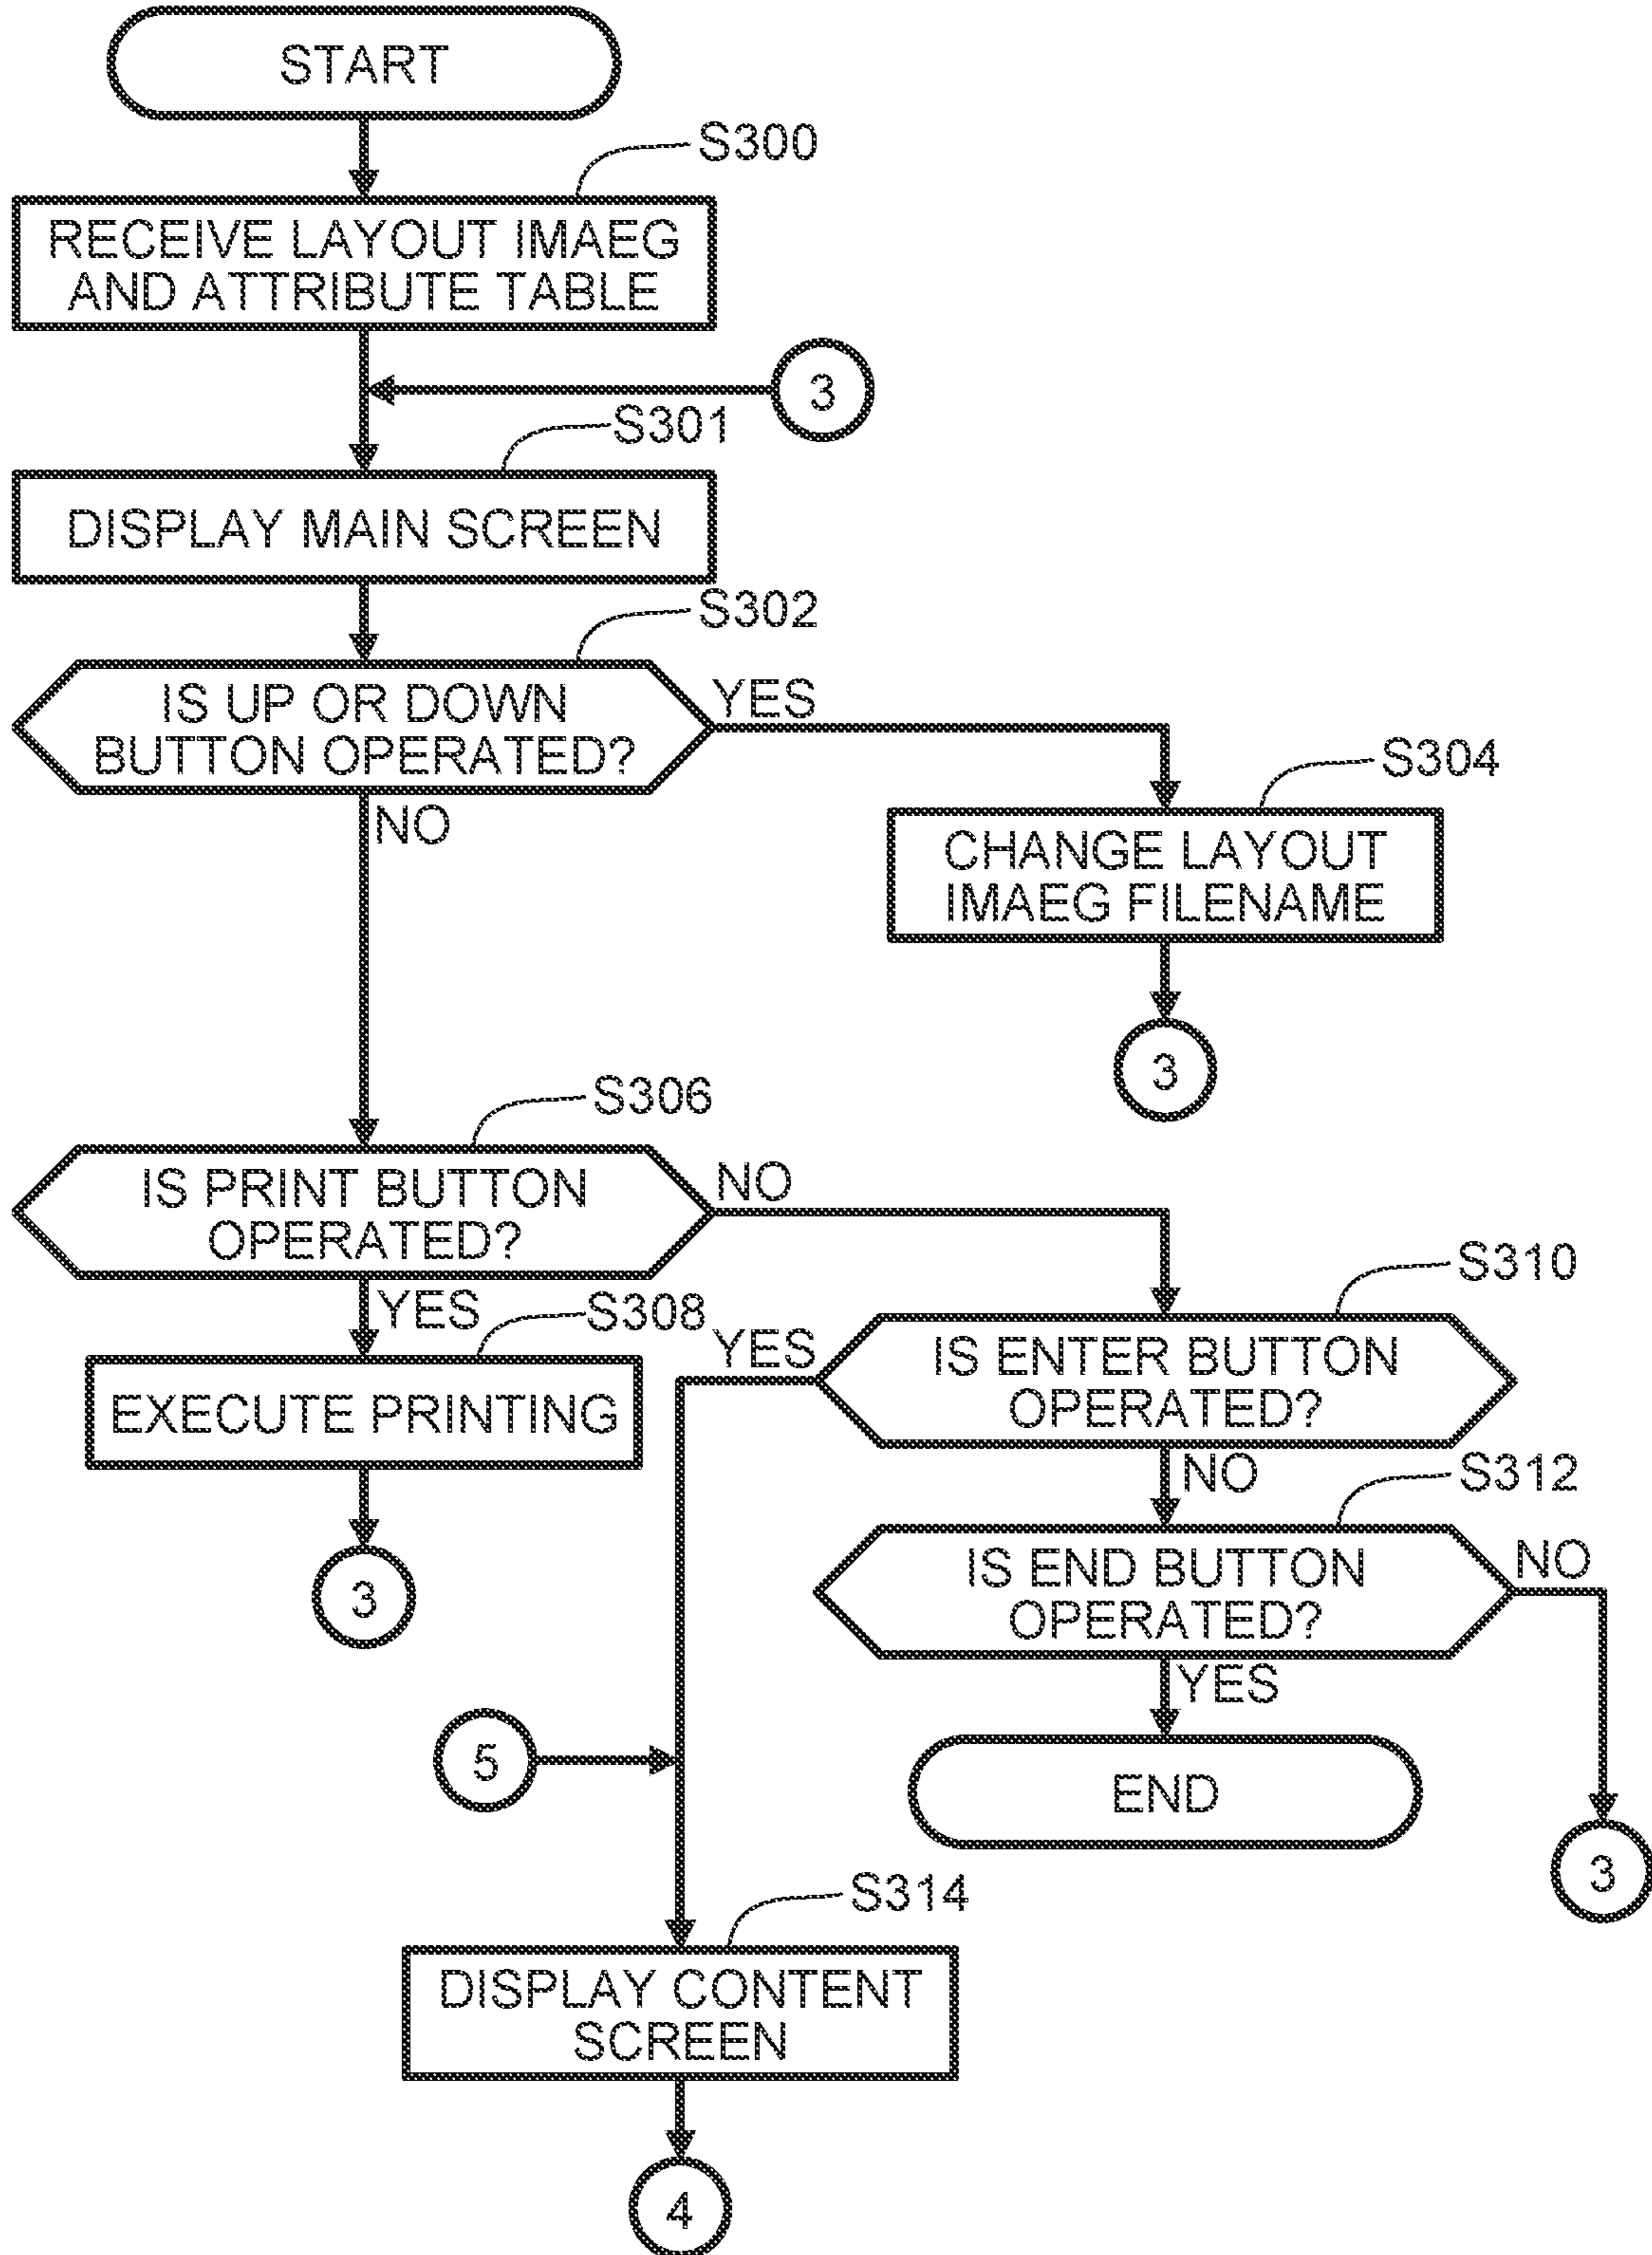 START
S300
RECEIVE LAYOUT IMAEG
AND ATTRIBUTE TABLE
3
S301
DISPLAY MAIN SCREEN
S302
IS UP OR DOWN
BUTTON OPERATED?
YES
NO
S304
CHANGE LAYOUT
IMAEG FILENAME
3
S306
IS PRINT BUTTON
OPERATED?
NO
YES
S308
EXECUTE PRINTING
3
S310
IS ENTER BUTTON
OPERATED?
YES
NO
S312
IS END BUTTON
OPERATED?
NO
YES
END
3
5
S314
DISPLAY CONTENT
SCREEN
4